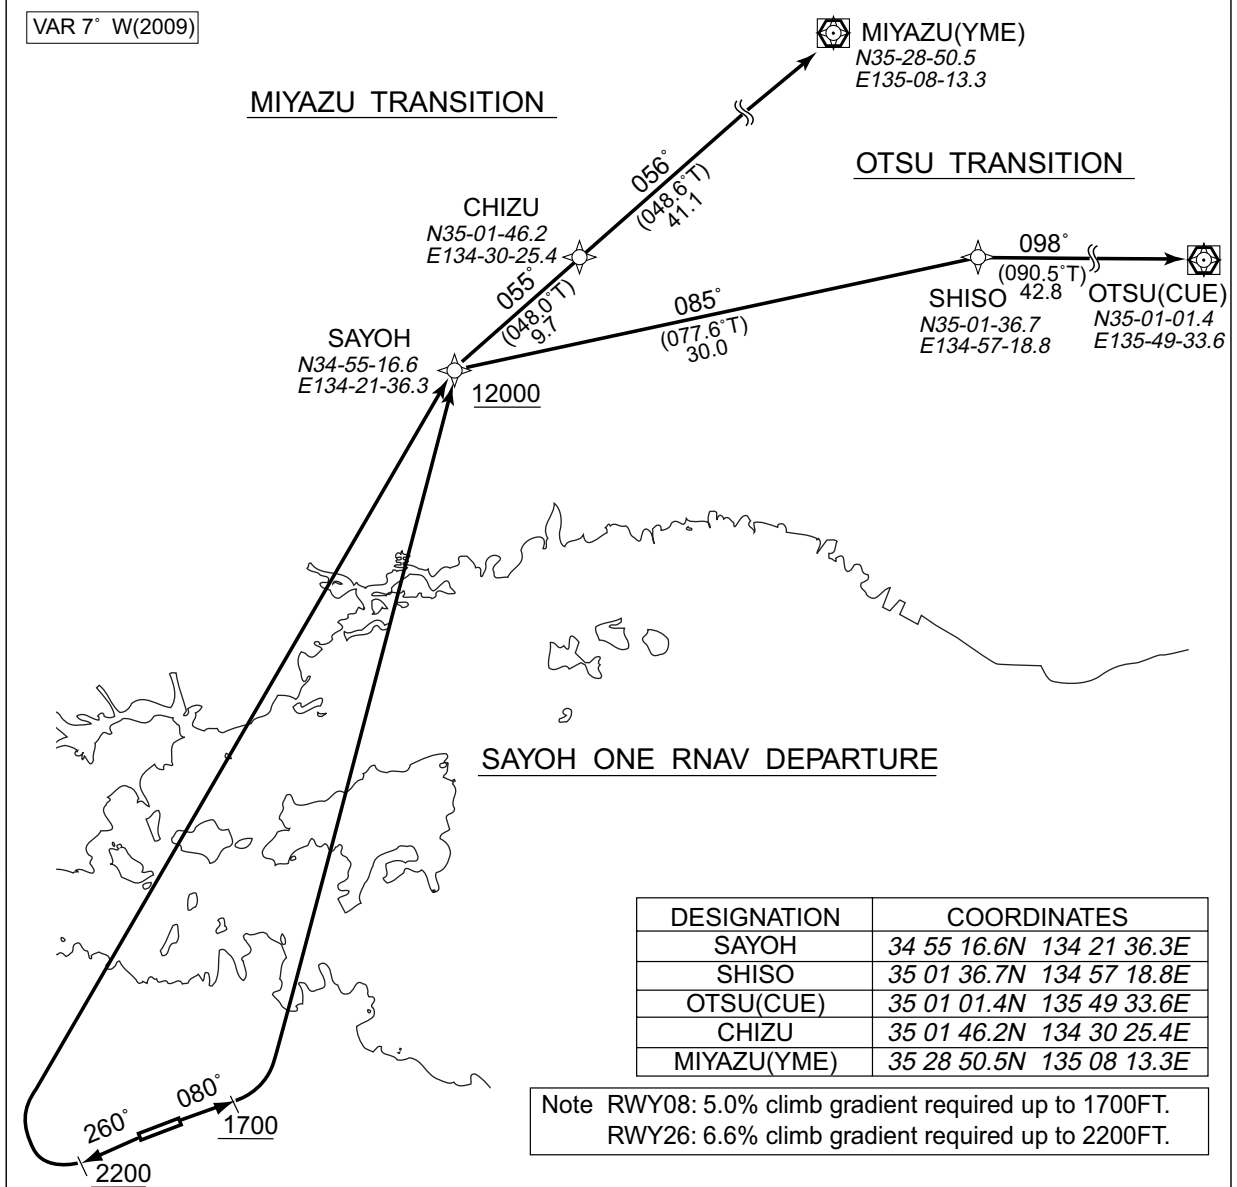 VAR 7° W(2009)
MIYAZU(YME)
N35-28-50.5
E135-08-13.3
MIYAZU TRANSITION
OTSU TRANSITION
056°
(048.6°T)
41.1
CHIZU
N35-01-46.2
E134-30-25.4
055°
(048.0°T)
9.7
098°
(090.5°T)
42.8
SHISO
N35-01-36.7
E134-57-18.8
OTSU(CUE)
N35-01-01.4
E135-49-33.6
085°
(077.6°T)
30.0
SAYOH
N34-55-16.6
E134-21-36.3
12000
SAYOH ONE RNAV DEPARTURE
DESIGNATION COORDINATES
SAYOH 34 55 16.6N 134 21 36.3E
SHISO 35 01 36.7N 134 57 18.8E
OTSU(CUE) 35 01 01.4N 135 49 33.6E
CHIZU 35 01 46.2N 134 30 25.4E
MIYAZU(YME) 35 28 50.5N 135 08 13.3E
080°
260°
1700
2200
Note RWY08: 5.0% climb gradient required up to 1700FT.
RWY26: 6.6% climb gradient required up to 2200FT.